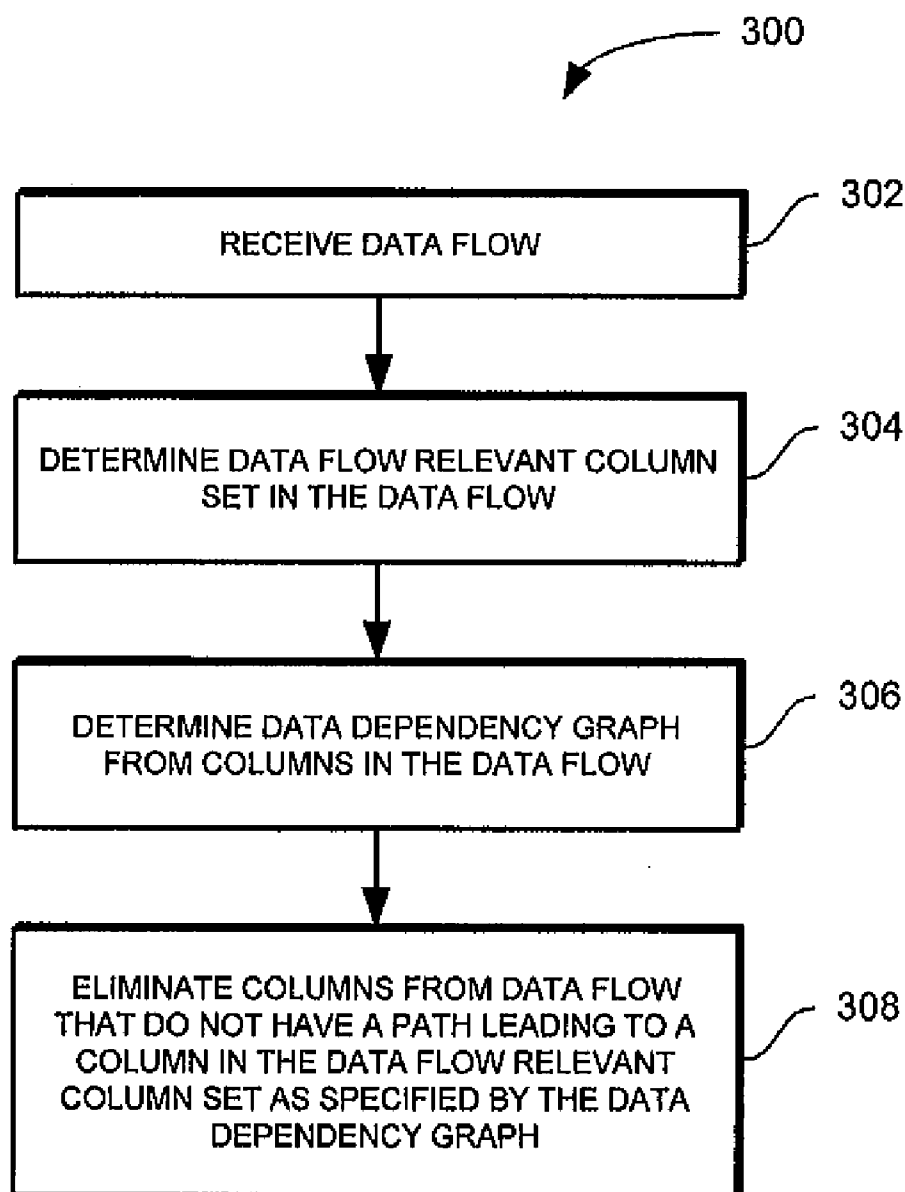 300
302
RECEIVE DATA FLOW
304
DETERMINE DATA FLOW RELEVANT COLUMN
SET IN THE DATA FLOW
306
DETERMINE DATA DEPENDENCY GRAPH
FROM COLUMNS IN THE DATA FLOW
308
ELIMINATE COLUMNS FROM DATA FLOW
THAT DO NOT HAVE A PATH LEADING TO A
COLUMN IN THE DATA FLOW RELEVANT
COLUMN SET AS SPECIFIED BY THE DATA
DEPENDENCY GRAPH